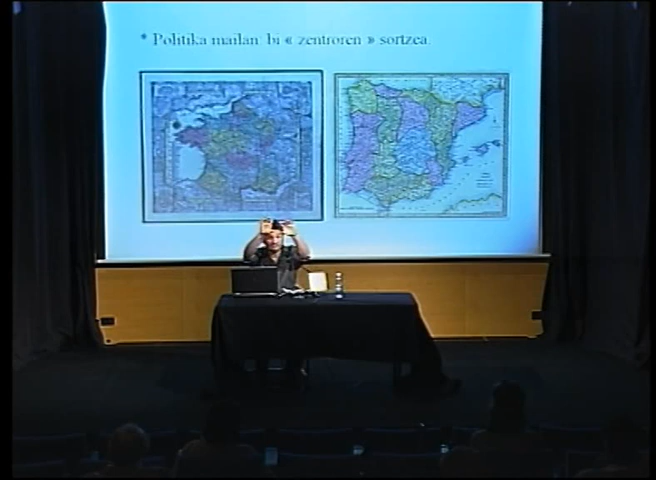 * Politika mailan: bi « zentroren » sortzea.